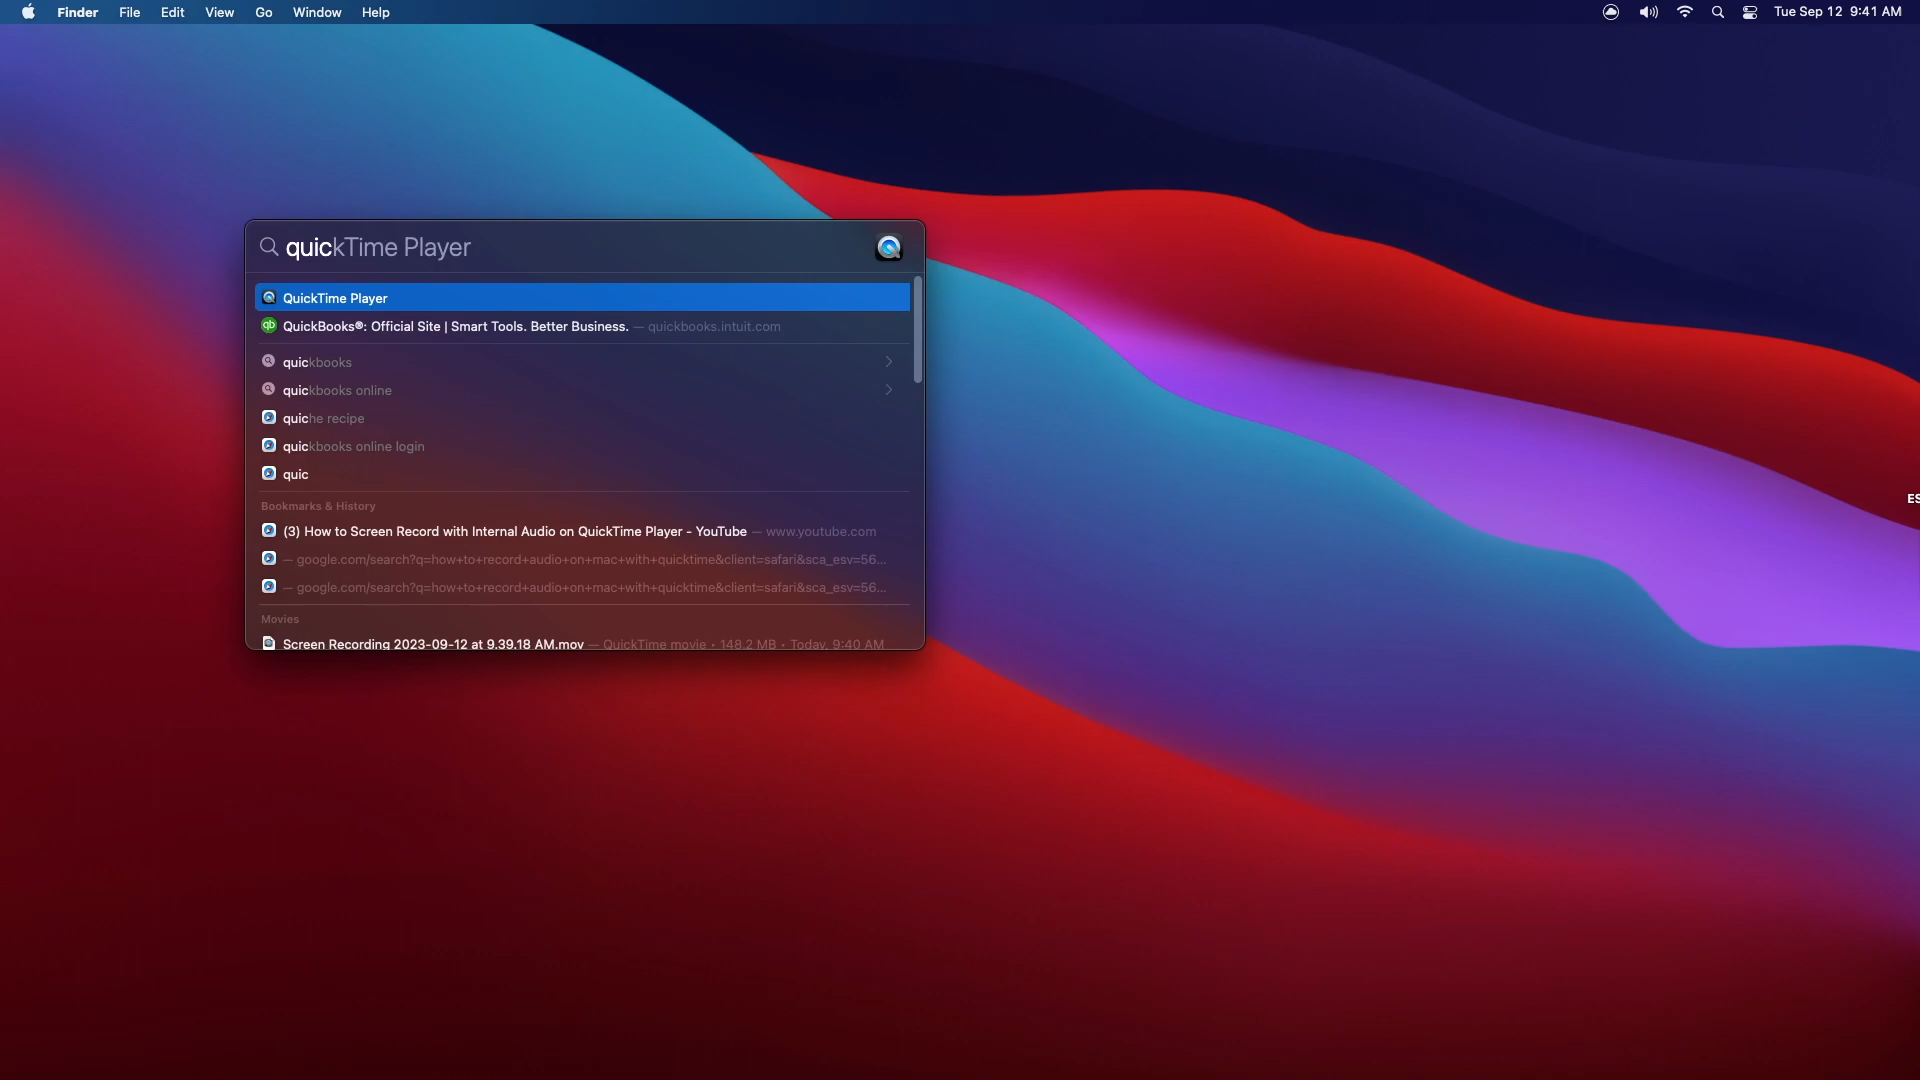 Finder File Edit View Go Window Help Tue Sep 12 9:41 AM
quickTime Player
QuickTime Player
qb QuickBooks®: Official Site | Smart Tools. Better Business. — quickbooks.intuit.com
quickbooks
quickbooks online
quiche recipe
quickbooks online login
quic
Bookmarks & History
(3) How to Screen Record with Internal Audio on QuickTime Player - YouTube — www.youtube.com
— google.com/search?q=how+to+record+audio+on+mac+with+quicktime&client=safari&sca_esv=56...
— google.com/search?q=how+to+record+audio+on+mac+with+quicktime&client=safari&sca_esv=56...
Movies
Screen Recording 2023-09-12 at 9.39.18 AM.mov — QuickTime movie • 148.2 MB • Today, 9:40 AM
ES